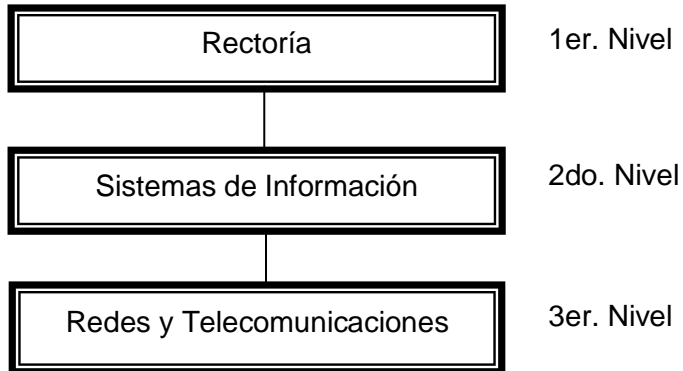 Rectoría
1er. Nivel
Sistemas de Información
2do. Nivel
Redes y Telecomunicaciones
3er. Nivel